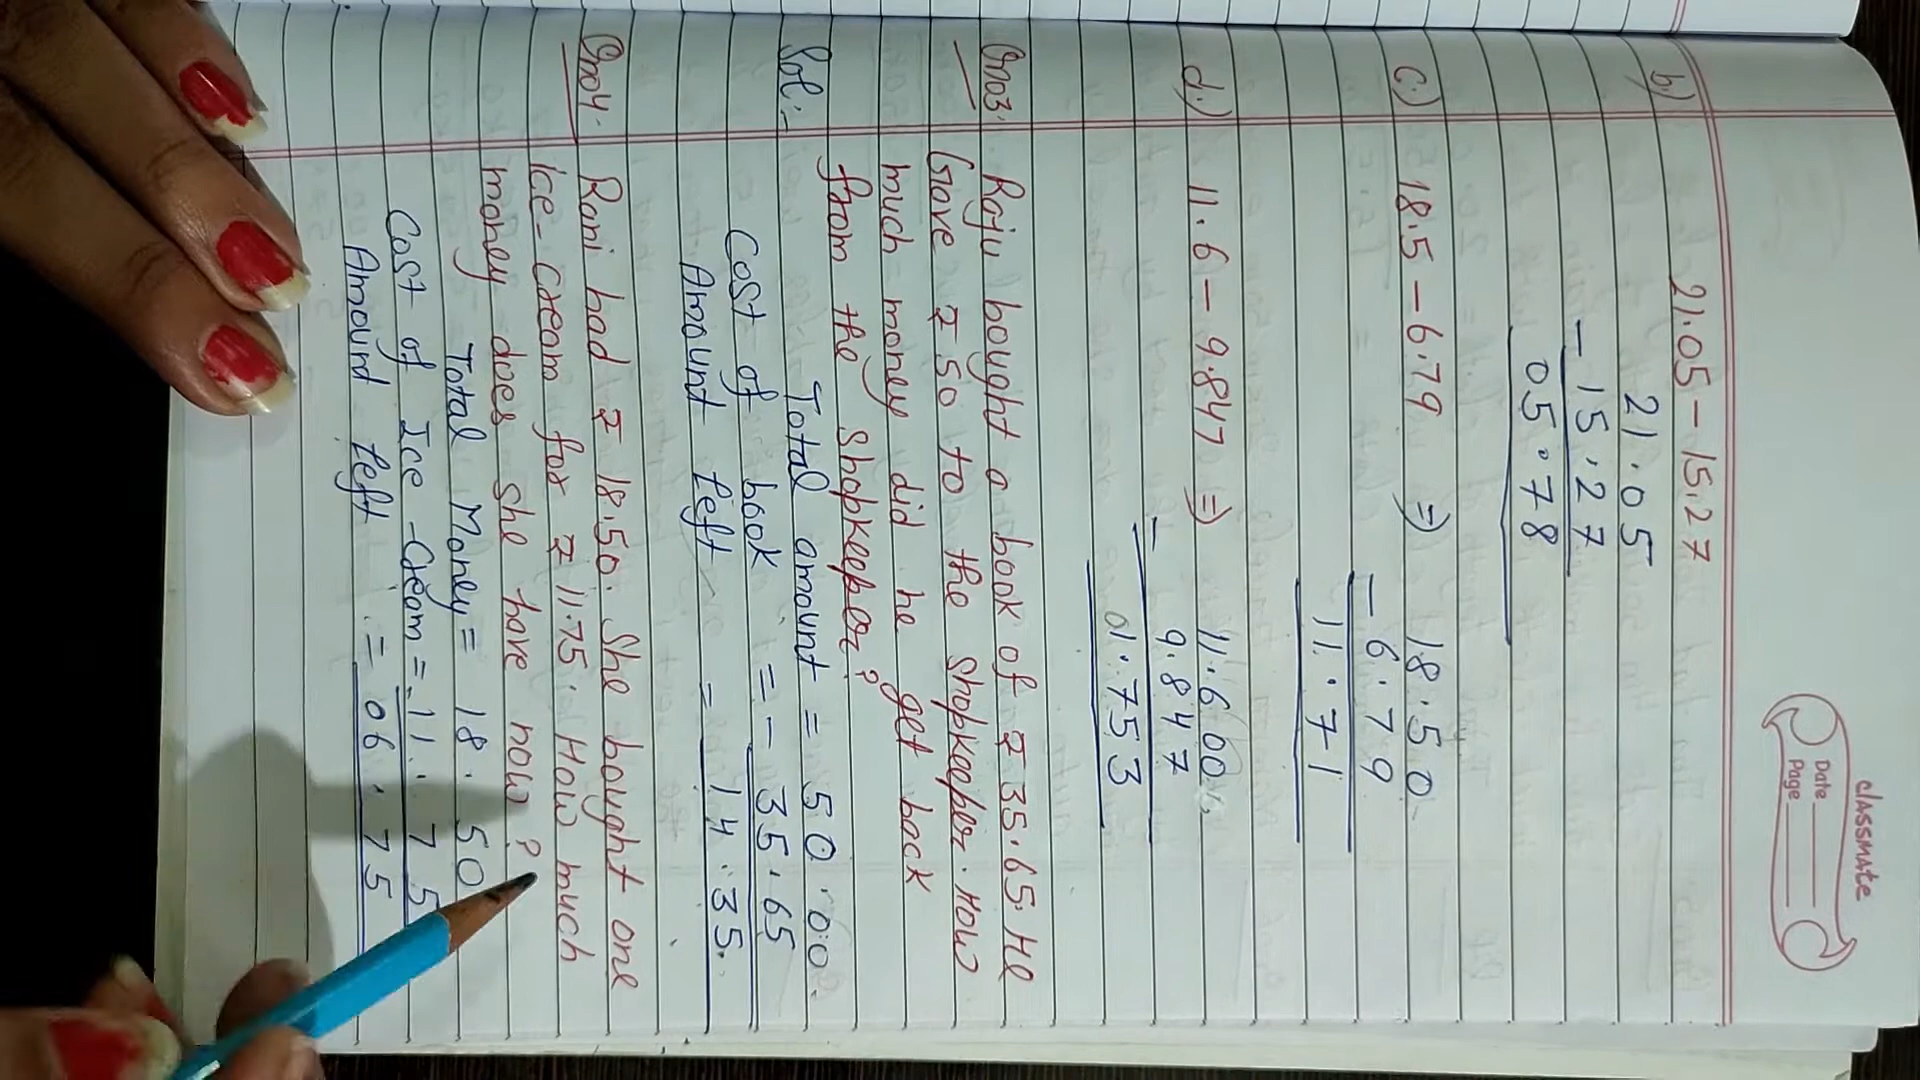 classmate
Date
Page
b.) 21.05 - 15.27
21.05
- 15.27
05.78
c.) 18.5 - 6.79 ⇒ 18.50
- 6.79
11.71
d.) 11.6 - 9.847 ⇒ 11.600
- 9.847
01.753
Qno3. Raju bought a book of ₹ 35.65. He
Gave ₹ 50 to the shopkeeper. How
much money did he get back
from the shopkeeper?
Sol:- Total amount = 50.00
Cost of book = - 35.65
Amount left = 14.35
Qno4. Rani had ₹ 18.50. She bought one
Ice-Cream for ₹ 11.75. How much
money does she have now?
Total Money = 18.50
Cost of Ice-Cream = 11.75
Amount left = 06.75